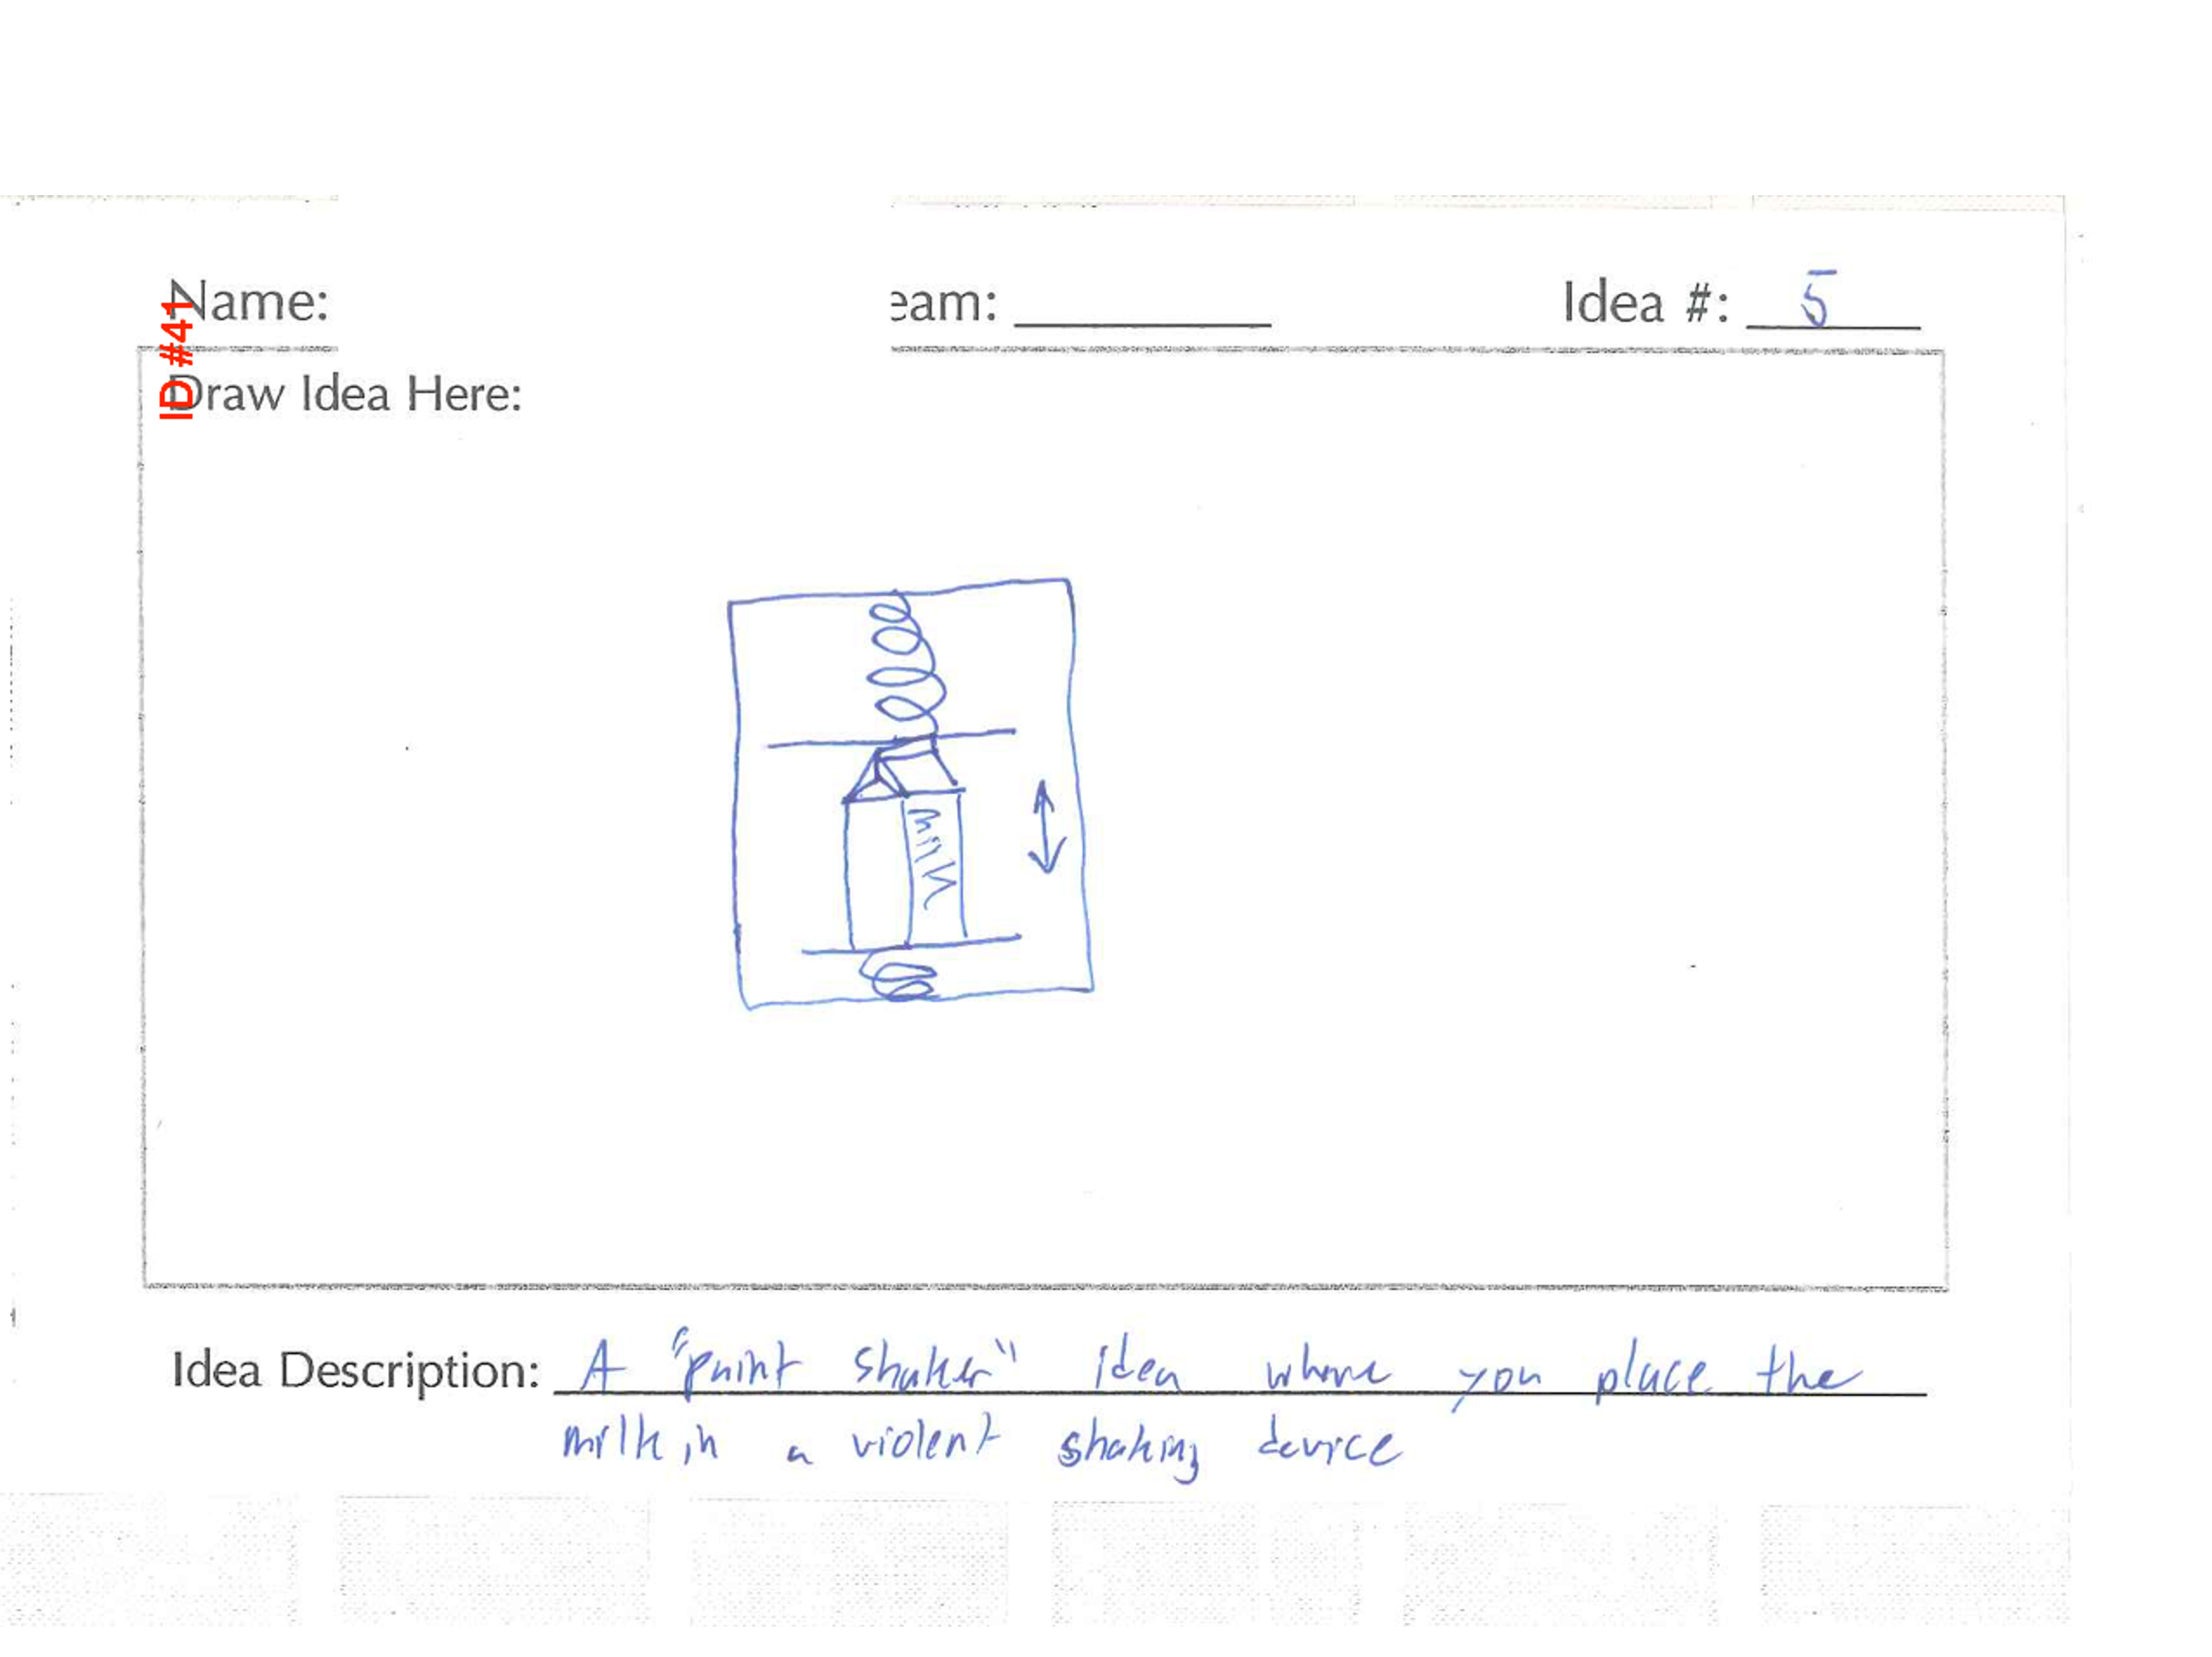 Name:
eam:
Idea #: 5
ID #41
Draw Idea Here:
milk
Idea Description: A "paint shaker" idea where you place the
milk in a violent shaking device